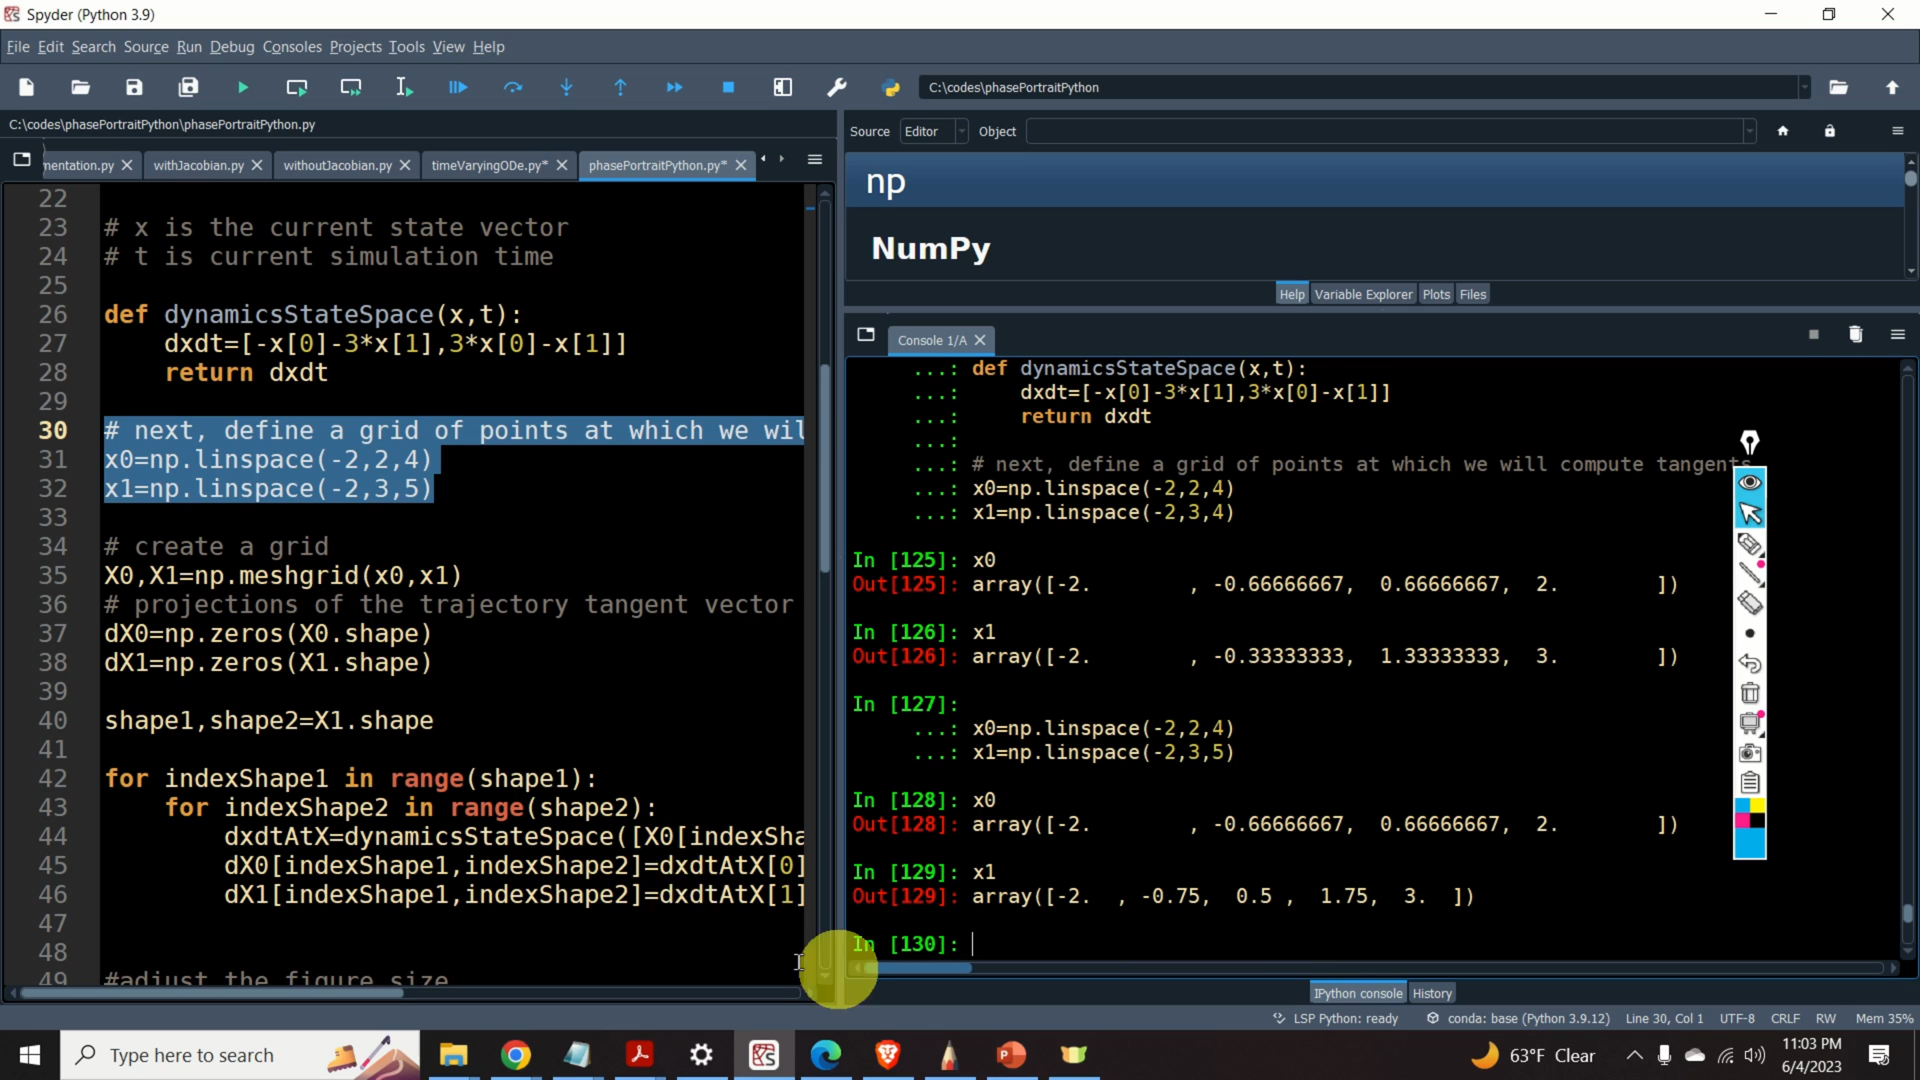 Spyder (Python 3.9)
File Edit Search Source Run Debug Consoles Projects Tools View Help
C:\codes\phasePortraitPython
C:\codes\phasePortraitPython\phasePortraitPython.py
mentation.py withJacobian.py withoutJacobian.py timeVaryingODe.py* phasePortraitPython.py*
22
23 # x is the current state vector
24 # t is current simulation time
25
26 def dynamicsStateSpace(x,t):
27     dxdt=[-x[0]-3*x[1],3*x[0]-x[1]]
28     return dxdt
29
30 # next, define a grid of points at which we wil
31 x0=np.linspace(-2,2,4)
32 x1=np.linspace(-2,3,5)
33
34 # create a grid
35 X0,X1=np.meshgrid(x0,x1)
36 # projections of the trajectory tangent vector
37 dX0=np.zeros(X0.shape)
38 dX1=np.zeros(X1.shape)
39
40 shape1,shape2=X1.shape
41
42 for indexShape1 in range(shape1):
43     for indexShape2 in range(shape2):
44         dxdtAtX=dynamicsStateSpace([X0[indexSha
45         dX0[indexShape1,indexShape2]=dxdtAtX[0]
46         dX1[indexShape1,indexShape2]=dxdtAtX[1]
47
48
49 #adjust the figure size
Source Editor Object
np
NumPy
Help Variable Explorer Plots Files
Console 1/A
...: def dynamicsStateSpace(x,t):
...:     dxdt=[-x[0]-3*x[1],3*x[0]-x[1]]
...:     return dxdt
...:
...: # next, define a grid of points at which we will compute tangents
...: x0=np.linspace(-2,2,4)
...: x1=np.linspace(-2,3,4)
In [125]: x0
Out[125]: array([-2.        , -0.66666667,  0.66666667,  2.        ])
In [126]: x1
Out[126]: array([-2.        , -0.33333333,  1.33333333,  3.        ])
In [127]:
...: x0=np.linspace(-2,2,4)
...: x1=np.linspace(-2,3,5)
In [128]: x0
Out[128]: array([-2.        , -0.66666667,  0.66666667,  2.        ])
In [129]: x1
Out[129]: array([-2.  , -0.75,  0.5 ,  1.75,  3.  ])
In [130]:
IPython console History
LSP Python: ready conda: base (Python 3.9.12) Line 30, Col 1 UTF-8 CRLF RW Mem 35%
Type here to search
63°F Clear
11:03 PM
6/4/2023